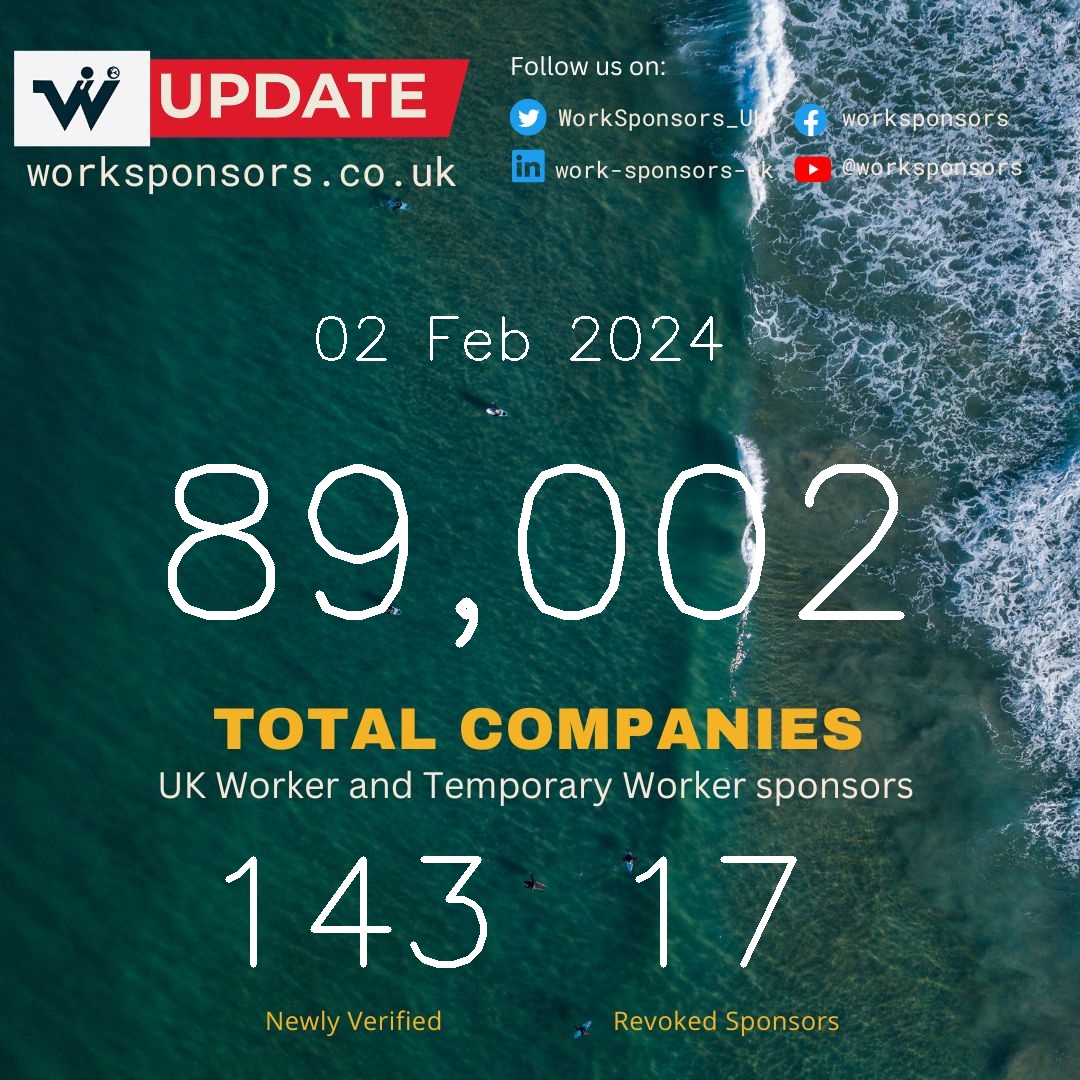 UPDATE
worksponsors.co.uk
Follow us on:
WorkSponsors_UK
worksponsors
work-sponsors-uk
@worksponsors
02 Feb 2024
89,002
TOTAL COMPANIES
UK Worker and Temporary Worker sponsors
143 17
Newly Verified
Revoked Sponsors